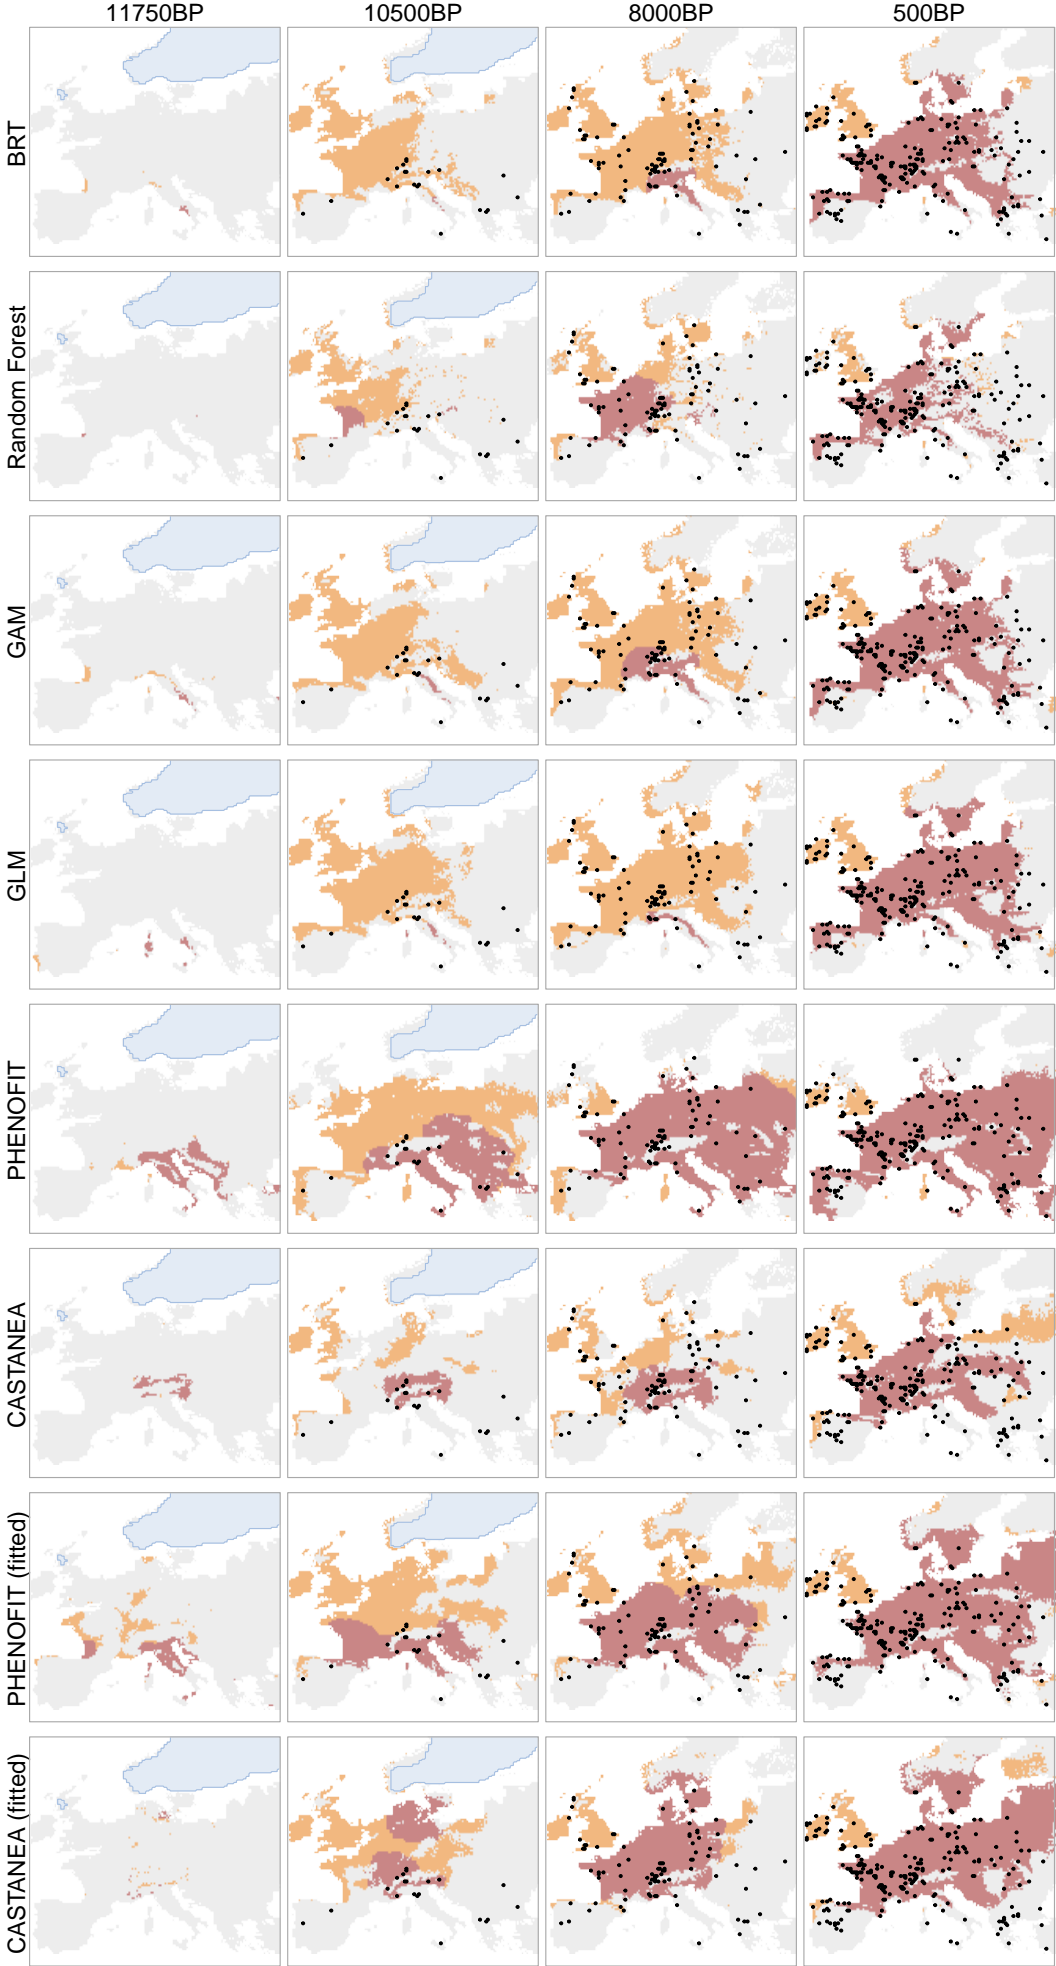 11750BP 10500BP 8000BP 500BP
BRT
Random Forest
GAM
GLM
PHENOFIT
CASTANEA
PHENOFIT (fitted)
CASTANEA (fitted)